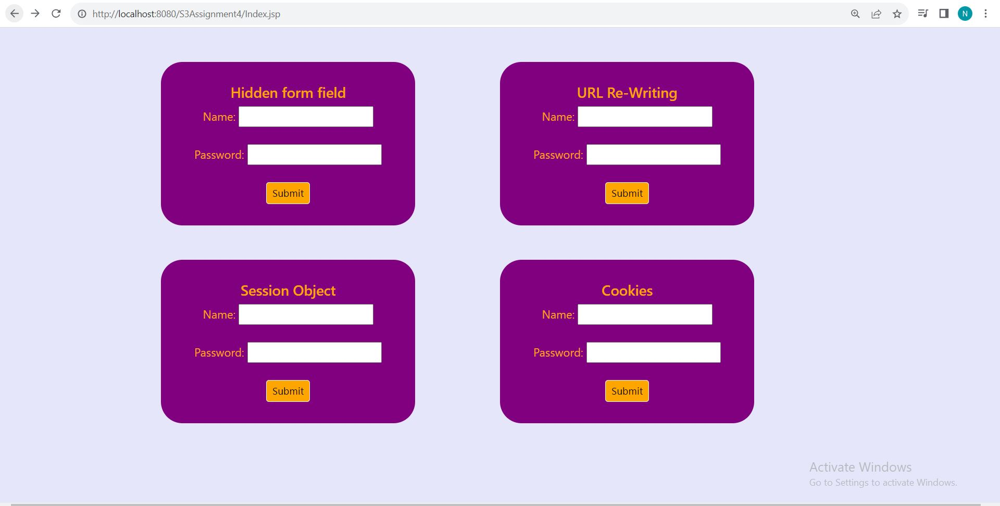 http://localhost:8080/S3Assignment4/Index.jsp
N
Hidden form field
Name:
Password:
Submit
URL Re-Writing
Name:
Password:
Submit
Session Object
Name:
Password:
Submit
Cookies
Name:
Password:
Submit
Activate Windows
Go to Settings to activate Windows.